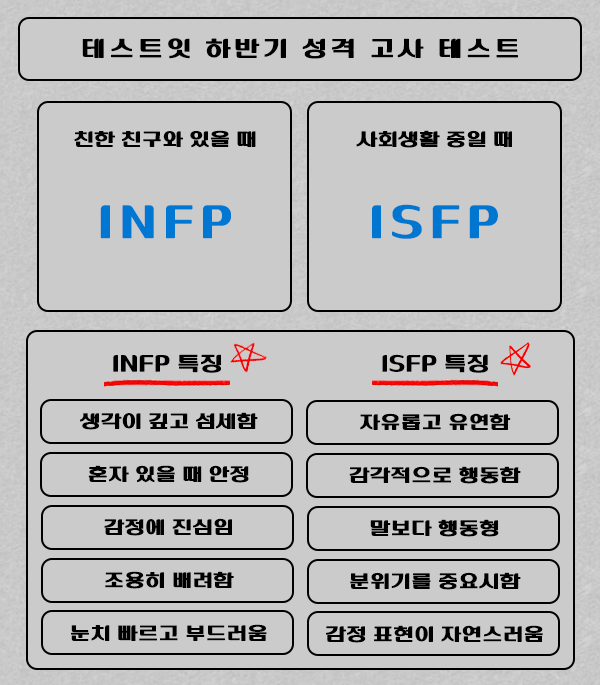 테스트잇 하반기 성격 고사 테스트
친한 친구와 있을 때
INFP
사회생활 중일 때
ISFP
INFP 특징
생각이 깊고 섬세함
혼자 있을 때 안정
감정에 진심임
조용히 배려함
눈치 빠르고 부드러움
ISFP 특징
자유롭고 유연함
감각적으로 행동함
말보다 행동형
분위기를 중요시함
감정 표현이 자연스러움